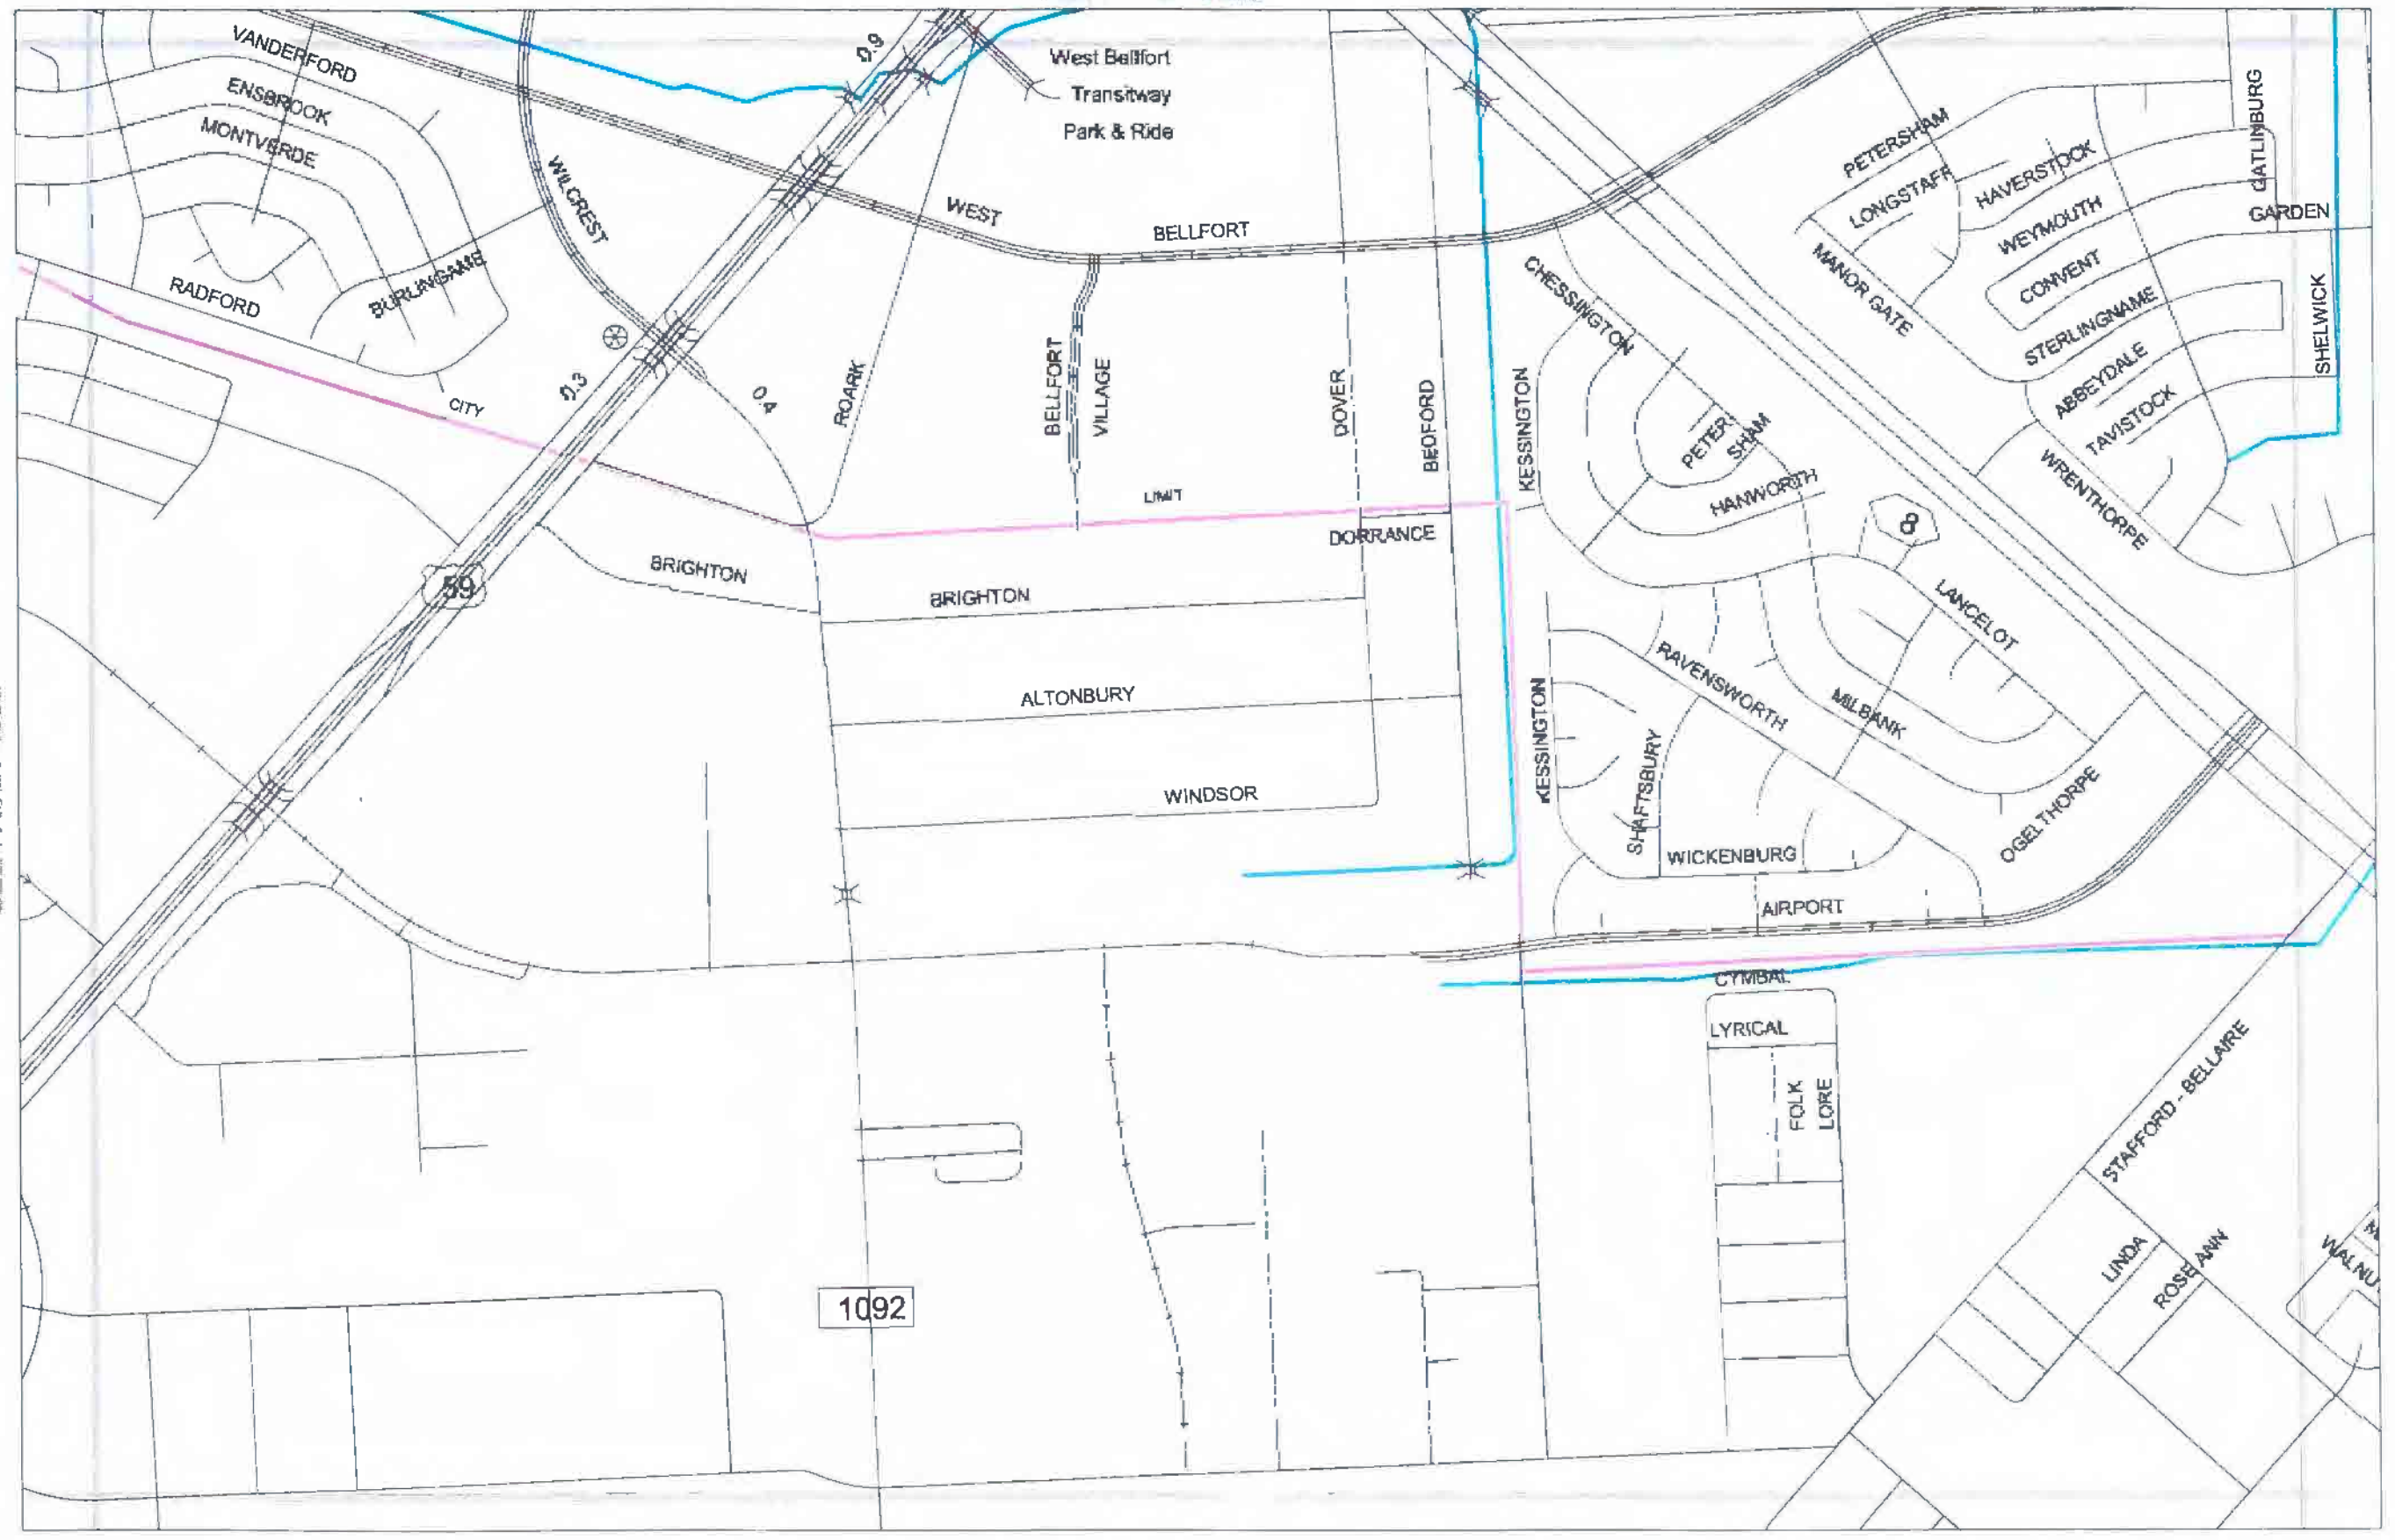 0.9
West Bellfort
Transitway
Park & Ride
VANDERFORD
ENSBROOK
MONTVERDE
WILCREST
WEST
BELLFORT
PETERSHAM
LONGSTAFF
HAVERSTOCK
GATLINBURG
WEYMOUTH
GARDEN
CONVENT
MANOR GATE
STERLINGNAME
SHELWICK
ABBEYDALE
TAVISTOCK
WRENTHORPE
RADFORD
BURLINGAME
CITY
0.3
0.4
ROARK
BELLFORT
VILLAGE
DOVER
BEDFORD
KESSINGTON
CHESSINGTON
PETER-
SHAM
HANWORTH
8
LIMIT
DORRANCE
59
BRIGHTON
BRIGHTON
LANCELOT
RAVENSWORTH
MILBANK
ALTONBURY
KESSINGTON
SHAFTSBURY
WINDSOR
WICKENBURG
OGELTHORPE
AIRPORT
CYMBAL
LYRICAL
FOLK
LORE
STAFFORD - BELLAIRE
LINDA
ROSE ANN
WALNU
1092